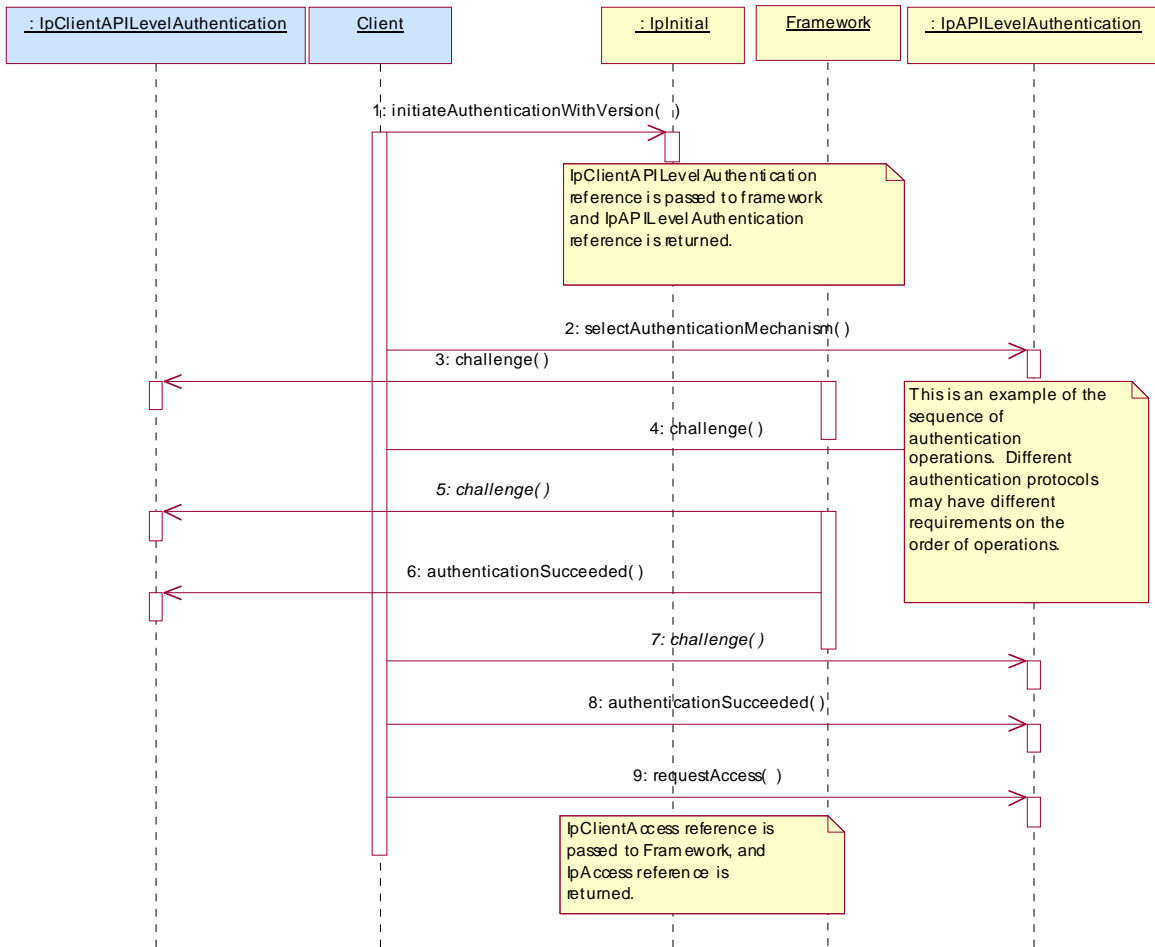 : IpClientAPILevelAuthentication
Client
: IpInitial
Framework
: IpAPILevelAuthentication
1: initiateAuthenticationWithVersion( )
IpClientAPILevelAuthentication
reference is passed to framework
and IpAPILevelAuthentication
reference is returned.
2: selectAuthenticationMechanism( )
3: challenge( )
This is an example of the
sequence of
authentication
operations. Different
authentication protocols
may have different
requirements on the
order of operations.
4: challenge( )
5: challenge( )
6: authenticationSucceeded( )
7: challenge( )
8: authenticationSucceeded( )
9: requestAccess( )
IpClientAccess reference is
passed to Framework, and
IpAccess reference is
returned.